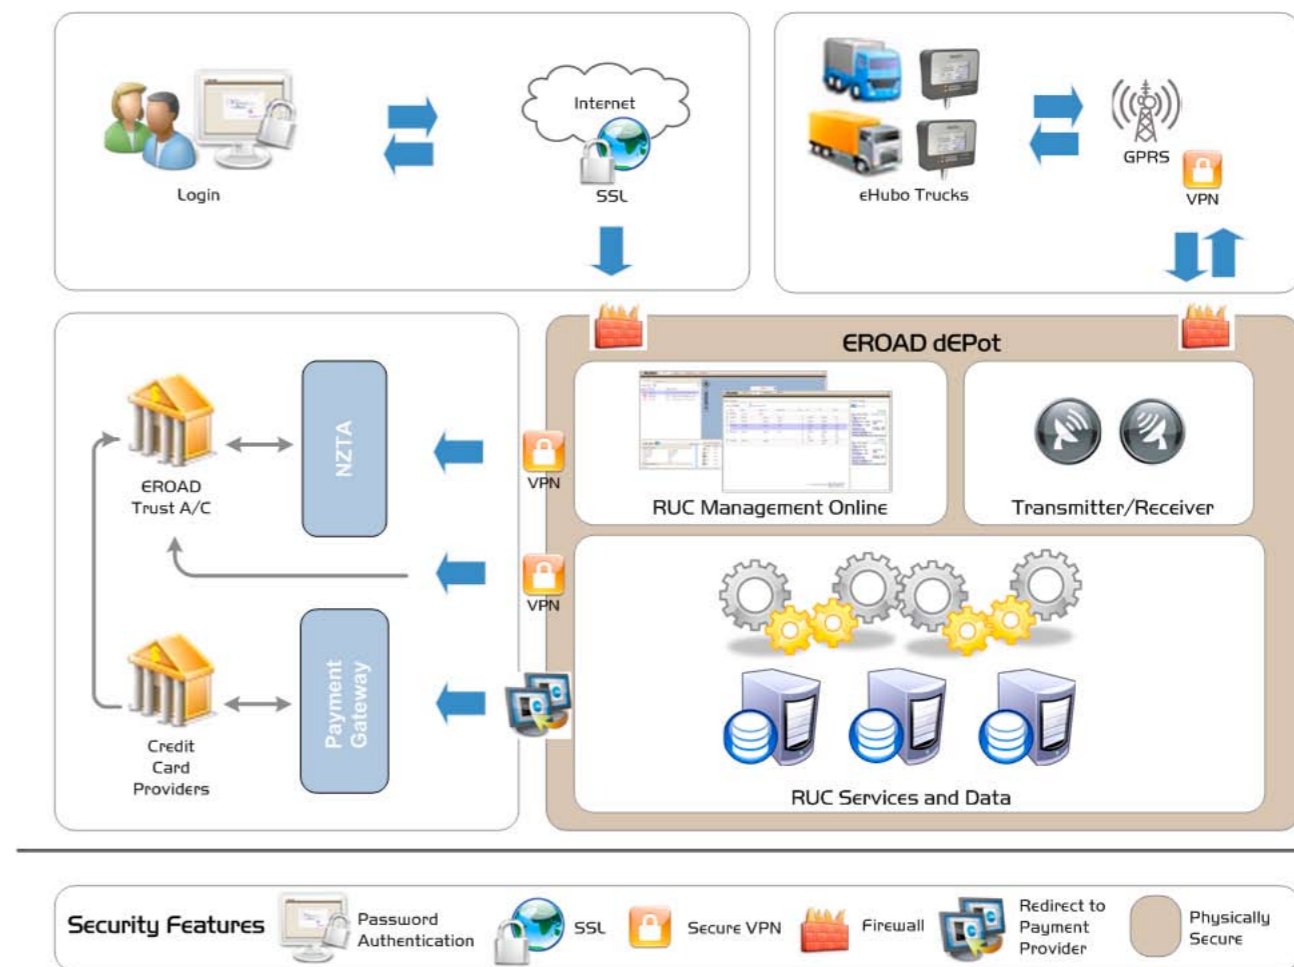 Internet
SSL
Login
eHubo Trucks
GPRS
VPN
EROAD dEPot
NZTA
EROAD
Trust A/C
VPN
RUC Management Online
Transmitter/Receiver
VPN
Payment
Gateway
Credit
Card
Providers
RUC Services and Data
Security Features
Password
Authentication
SSL
Secure VPN
Firewall
Redirect to
Payment
Provider
Physically
Secure